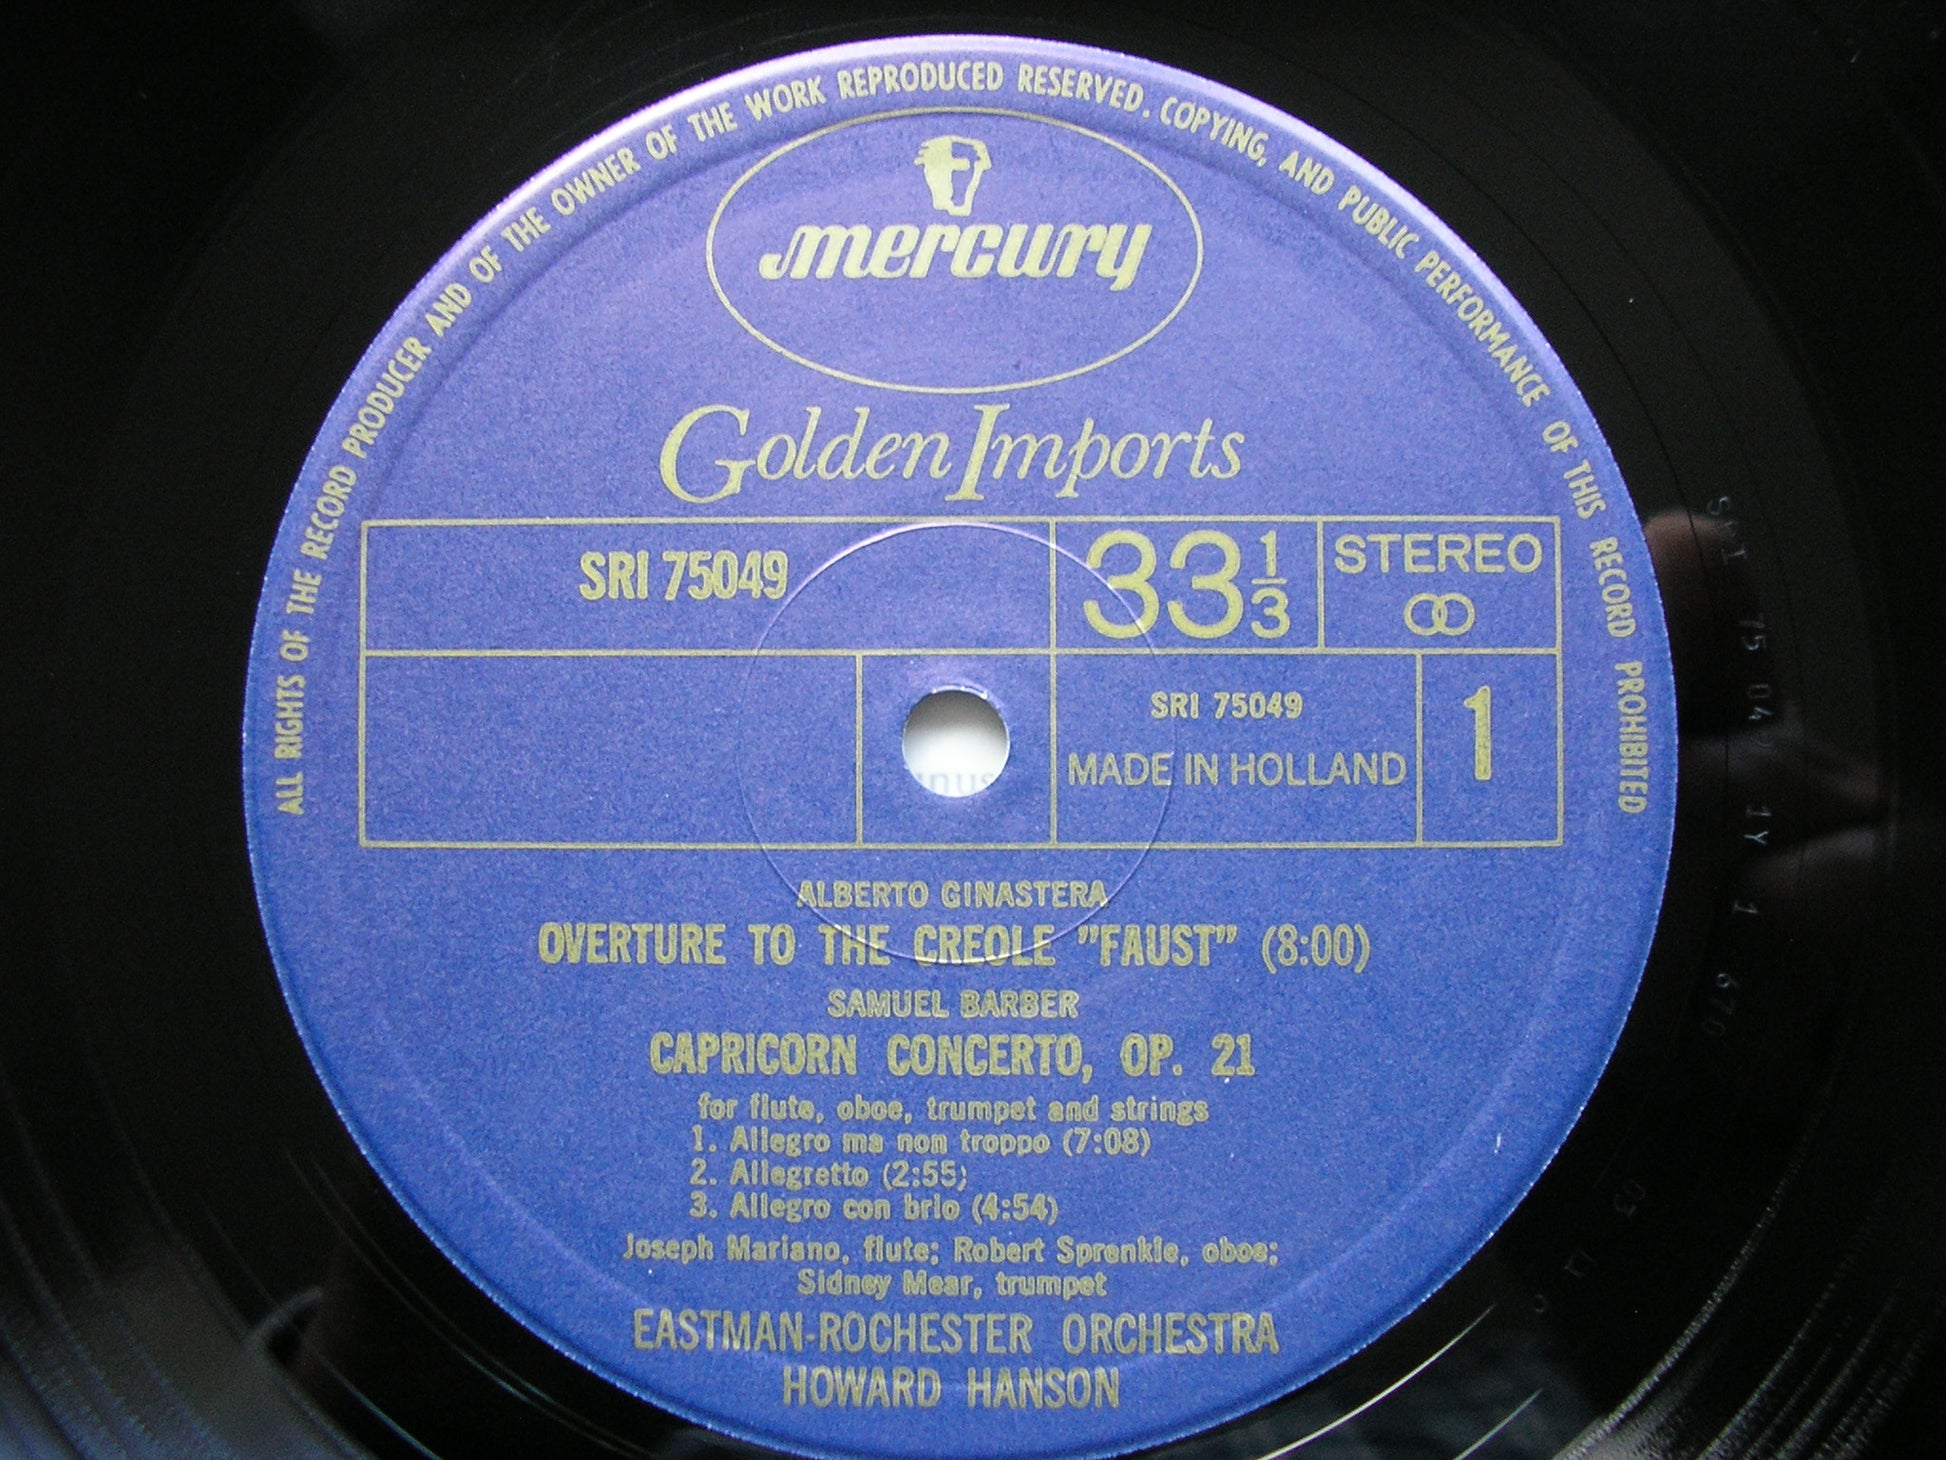 ALL RIGHTS OF THE RECORD PRODUCER AND OF THE OWNER OF THE WORK REPRODUCED RESERVED. COPYING, AND PUBLIC PERFORMANCE OF THIS RECORD PROHIBITED
mercury
Golden Imports
SRI 75049
33 1/3
STEREO
SRI 75049
MADE IN HOLLAND
1
ALBERTO GINASTERA
OVERTURE TO THE CREOLE "FAUST" (8:00)
SAMUEL BARBER
CAPRICORN CONCERTO, OP. 21
for flute, oboe, trumpet and strings
1. Allegro ma non troppo (7:08)
2. Allegretto (2:55)
3. Allegro con brio (4:54)
Joseph Mariano, flute; Robert Sprenkle, oboe;
Sidney Mear, trumpet
EASTMAN-ROCHESTER ORCHESTRA
HOWARD HANSON